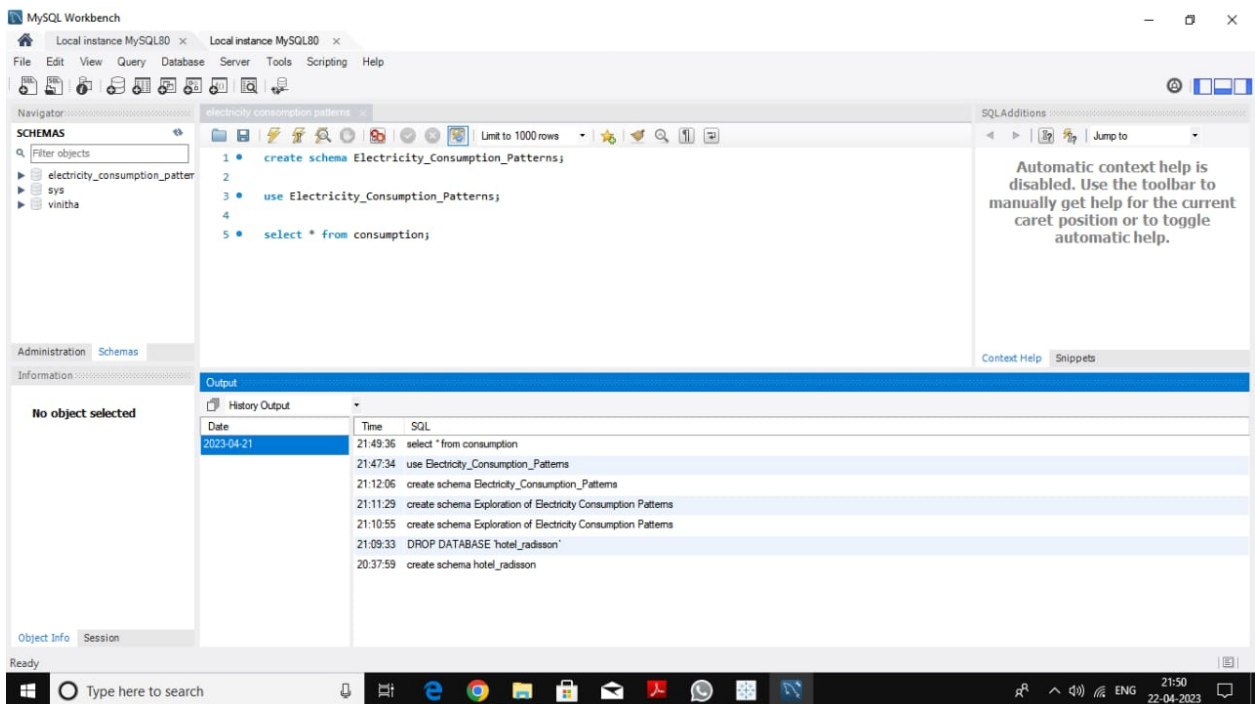 MySQL Workbench
Local instance MySQL80 × Local instance MySQL80 ×
File Edit View Query Database Server Tools Scripting Help
Navigator
electricity consomption patterns ×
SQLAdditions
SCHEMAS
Limit to 1000 rows
Jump to
Filter objects
electricity_consumption_patter
sys
vinitha
1 create schema Electricity_Consumption_Patterns;
2
3 use Electricity_Consumption_Patterns;
4
5 select * from consumption;
Automatic context help is
disabled. Use the toolbar to
manually get help for the current
caret position or to toggle
automatic help.
Administration Schemas
Context Help Snippets
Information
No object selected
Output
History Output
Date Time SQL
2023-04-21 21:49:36 select * from consumption
21:47:34 use Electricity_Consumption_Patterns
21:12:06 create schema Electricity_Consumption_Patterns
21:11:29 create schema Exploration of Electricity Consumption Patterns
21:10:55 create schema Exploration of Electricity Consumption Patterns
21:09:33 DROP DATABASE `hotel_radisson`
20:37:59 create schema hotel_radisson
Object Info Session
Ready
Type here to search
ENG
21:50
22-04-2023